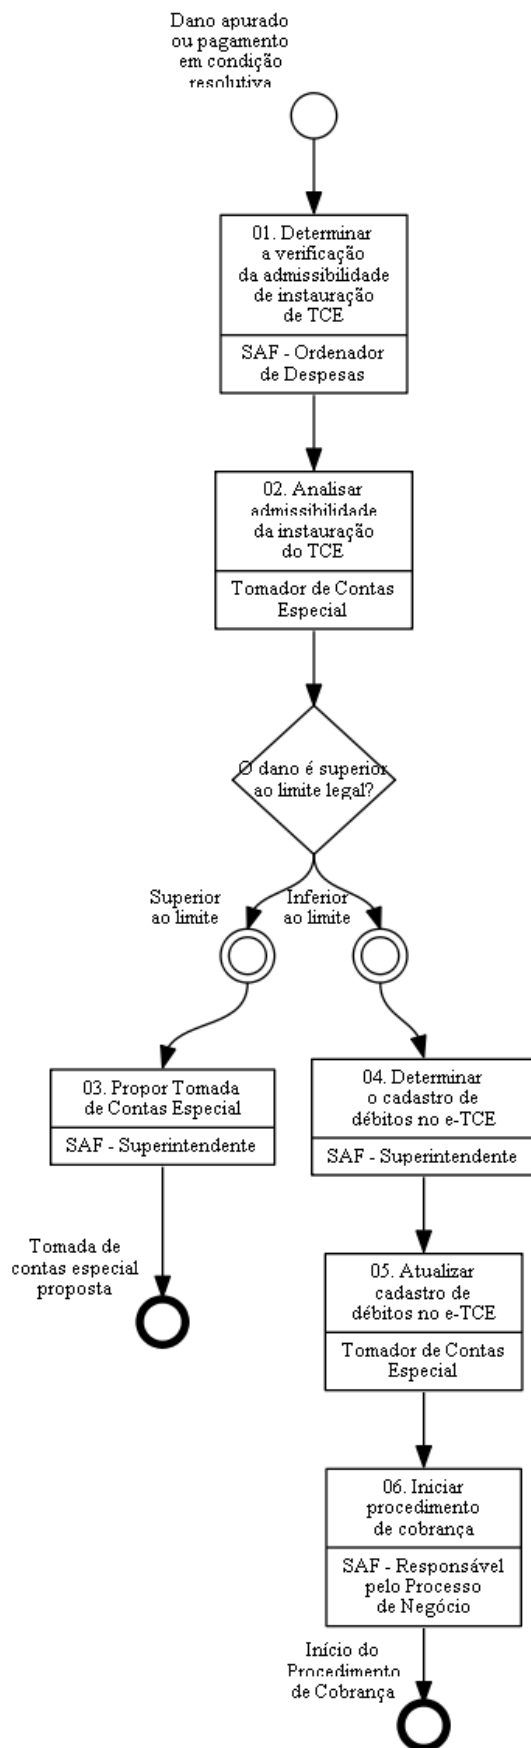 Dano apurado
ou pagamento
em condição
resolutiva
01. Determinar
a verificação
da admissibilidade
de instauração
de TCE
SAF - Ordenador
de Despesas
02. Analisar
admissibilidade
da instauração
do TCE
Tomador de Contas
Especial
O dano é superior
ao limite legal?
Superior
ao limite
Inferior
ao limite
03. Propor Tomada
de Contas Especial
SAF - Superintendente
04. Determinar
o cadastro de
débitos no e-TCE
SAF - Superintendente
Tomada de
contas especial
proposta
05. Atualizar
cadastro de
débitos no e-TCE
Tomador de Contas
Especial
06. Iniciar
procedimento
de cobrança
SAF - Responsável
pelo Processo
de Negócio
Início do
Procedimento
de Cobrança